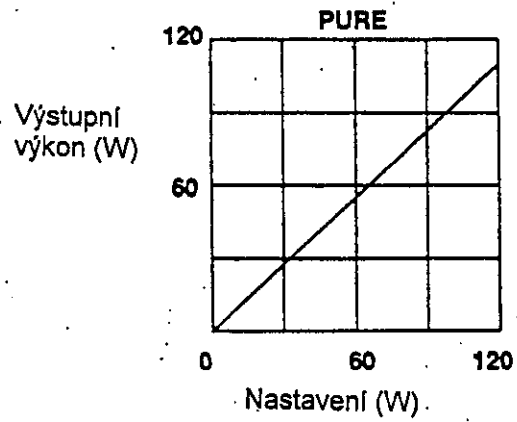 PURE
120
Výstupní
výkon (W)
60
0 60 120
Nastavení (W)